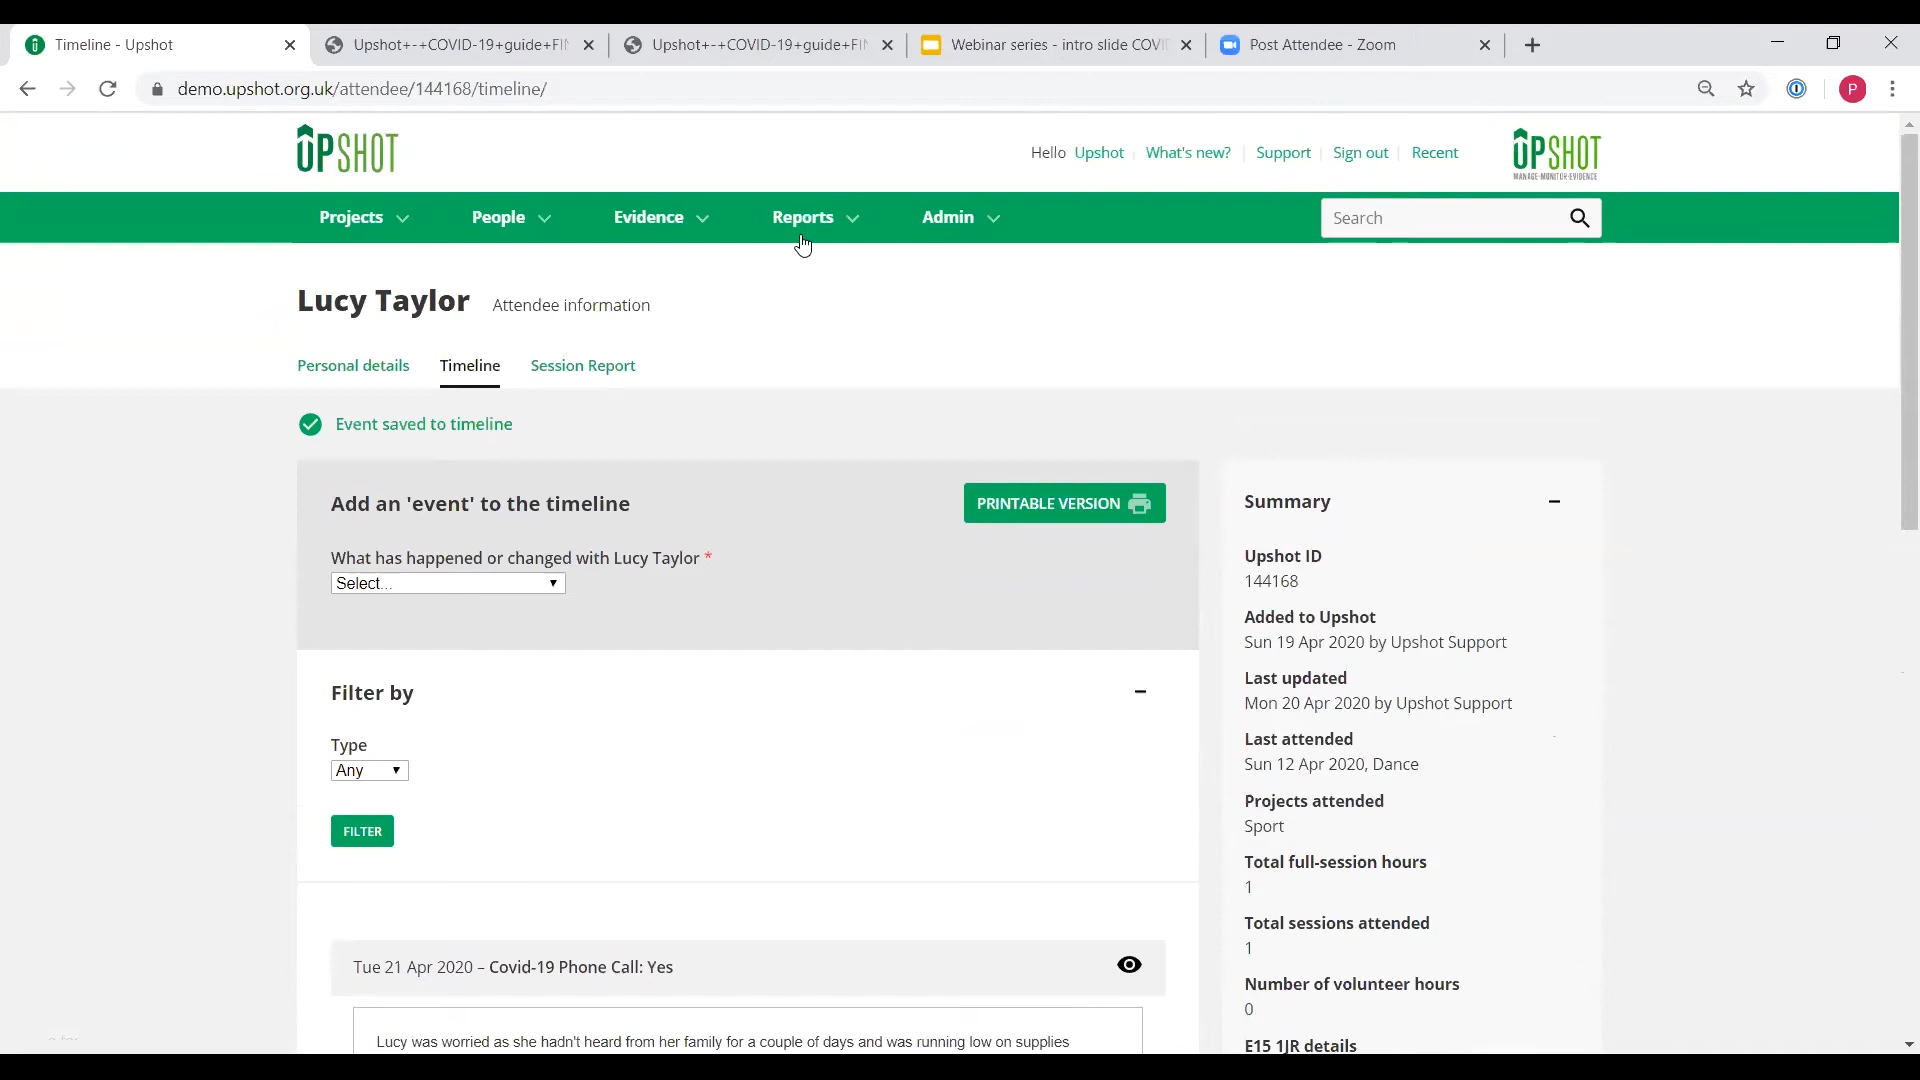 Timeline - Upshot
Upshot+-+COVID-19+guide+FI
Upshot+-+COVID-19+guide+FI
Webinar series - intro slide COVI
Post Attendee - Zoom
demo.upshot.org.uk/attendee/144168/timeline/
P
UPSHOT
Hello Upshot
What's new?
Support
Sign out
Recent
UPSHOT
MANAGE·MONITOR·EVIDENCE
Projects
People
Evidence
Reports
Admin
Search
Lucy Taylor Attendee information
Personal details
Timeline
Session Report
Event saved to timeline
Add an 'event' to the timeline
PRINTABLE VERSION
What has happened or changed with Lucy Taylor *
Select...
Filter by
Type
Any
FILTER
Tue 21 Apr 2020 – Covid-19 Phone Call: Yes
Lucy was worried as she hadn't heard from her family for a couple of days and was running low on supplies
Summary
Upshot ID
144168
Added to Upshot
Sun 19 Apr 2020 by Upshot Support
Last updated
Mon 20 Apr 2020 by Upshot Support
Last attended
Sun 12 Apr 2020, Dance
Projects attended
Sport
Total full-session hours
1
Total sessions attended
1
Number of volunteer hours
0
E15 1JR details